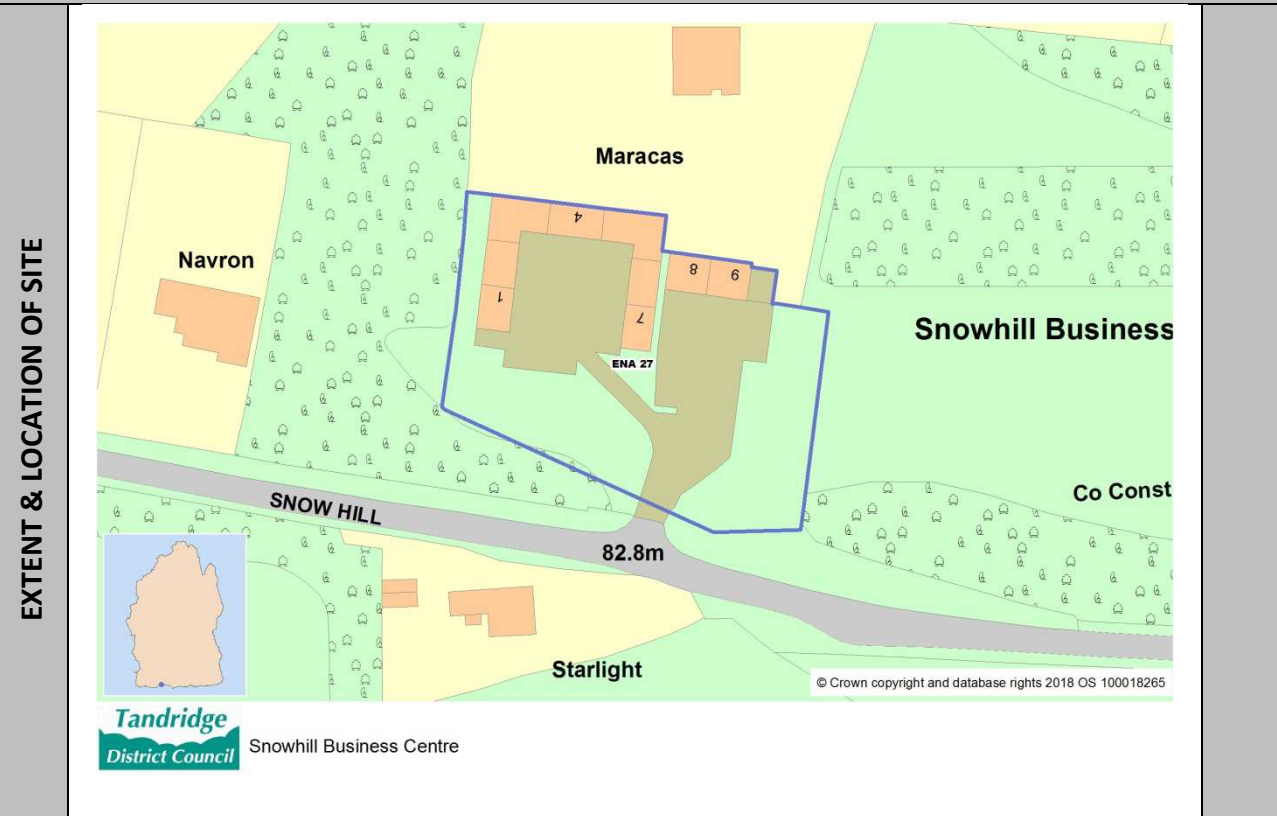 EXTENT & LOCATION OF SITE
Maracas
Navron
4
8
9
1
7
ENA 27
Snowhill Business
Co Const
SNOW HILL
82.8m
Starlight
© Crown copyright and database rights 2018 OS 100018265
Tandridge
District Council
Snowhill Business Centre